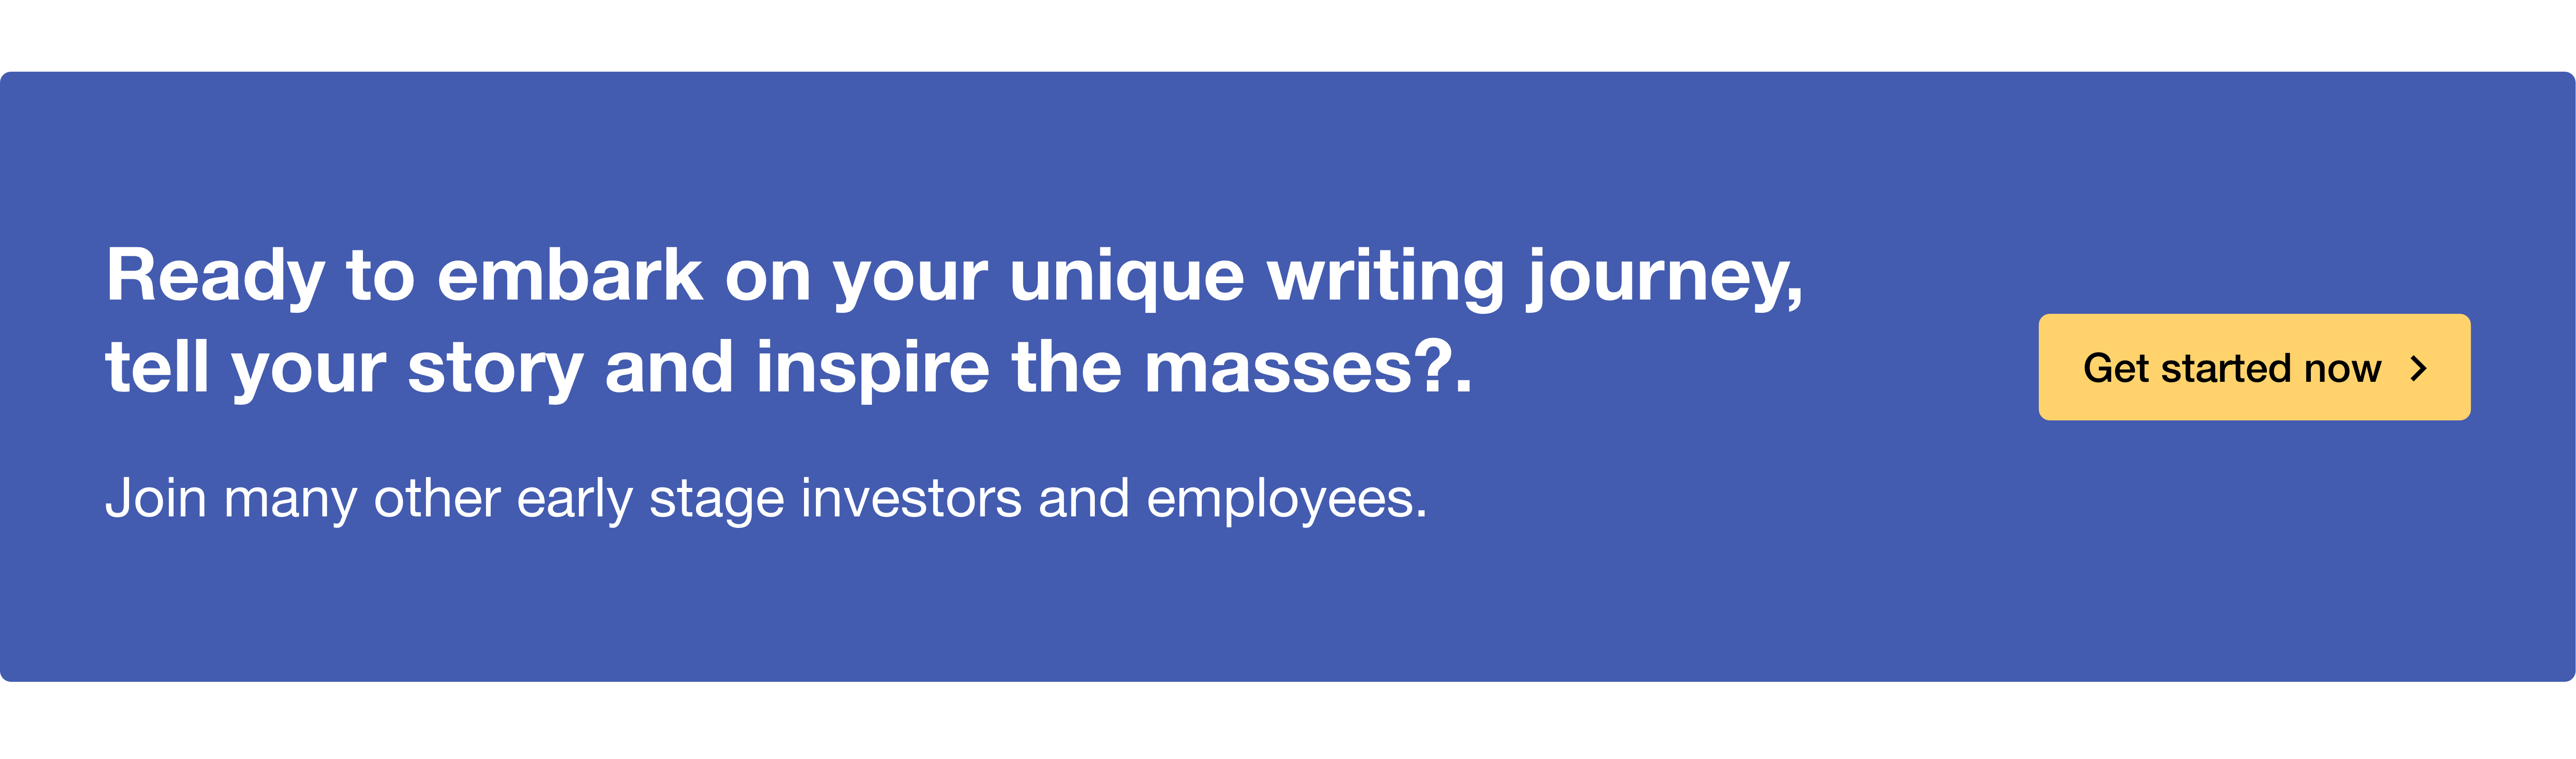 Ready to embark on your unique writing journey,
tell your story and inspire the masses?.
Join many other early stage investors and employees.
Get started now